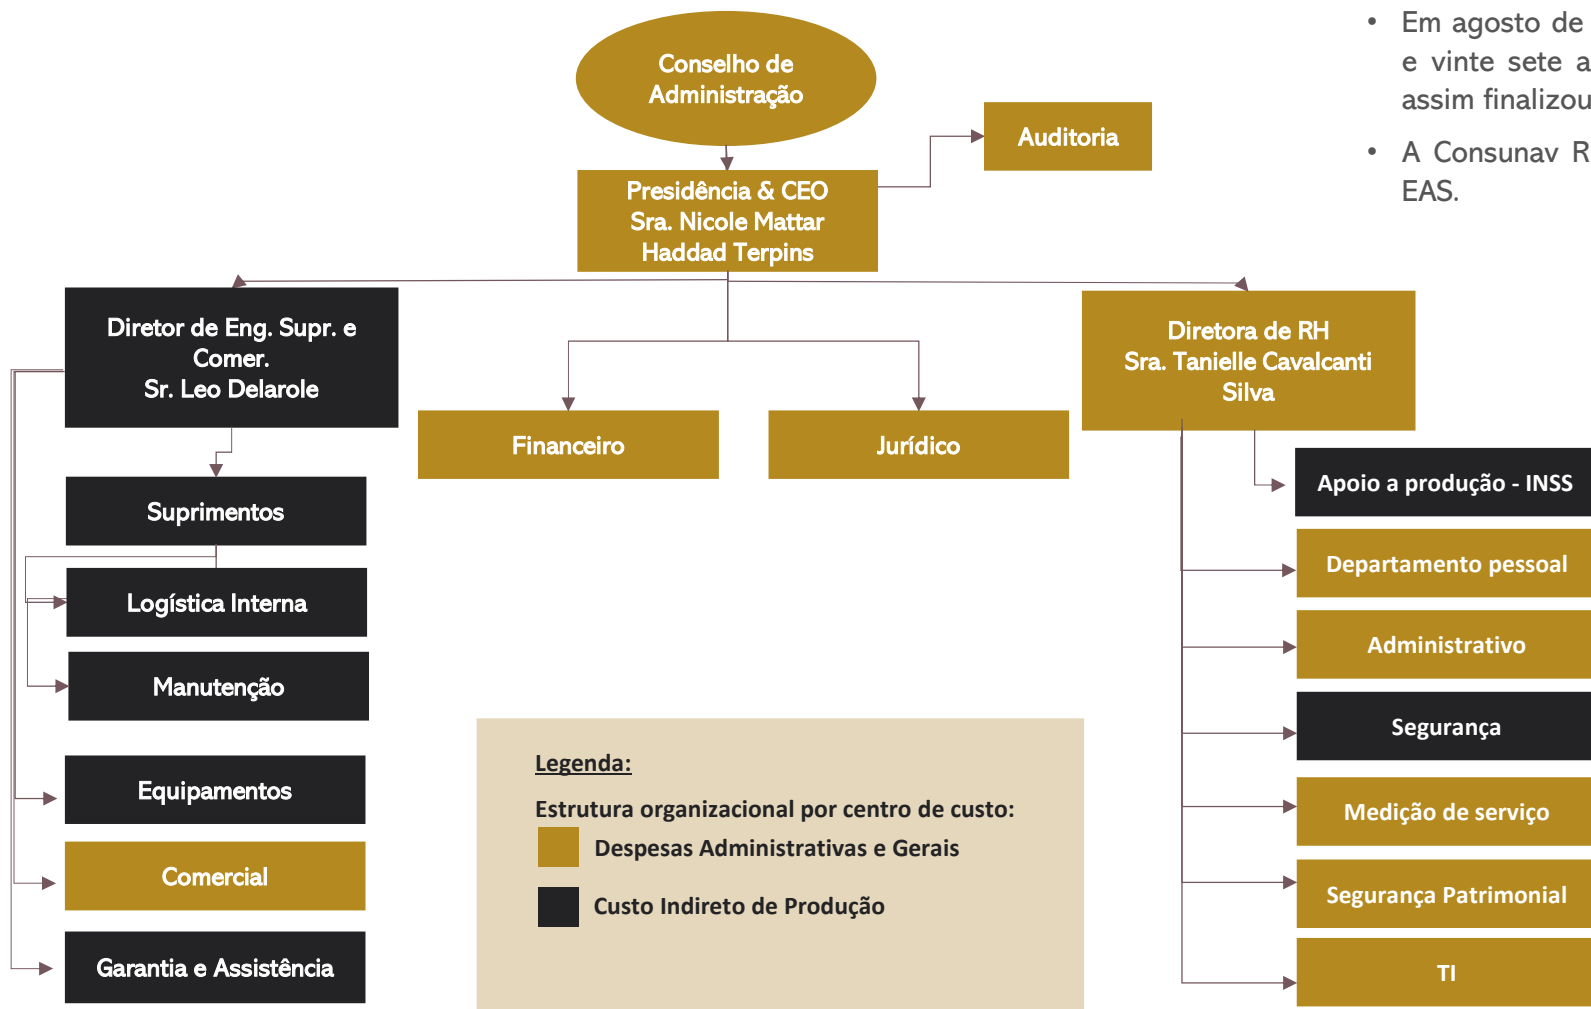 Conselho de
Administração
Auditoria
Presidência & CEO
Sra. Nicole Mattar
Haddad Terpins
• Em agosto de
e vinte sete a
assim finalizou
• A Consunav R
EAS.
Diretor de Eng. Supr. e
Comer.
Sr. Leo Delarole
Financeiro
Jurídico
Diretora de RH
Sra. Tanielle Cavalcanti
Silva
Suprimentos
Logística Interna
Manutenção
Equipamentos
Comercial
Garantia e Assistência
Apoio a produção - INSS
Departamento pessoal
Administrativo
Segurança
Medição de serviço
Segurança Patrimonial
TI
Legenda:
Estrutura organizacional por centro de custo:
Despesas Administrativas e Gerais
Custo Indireto de Produção